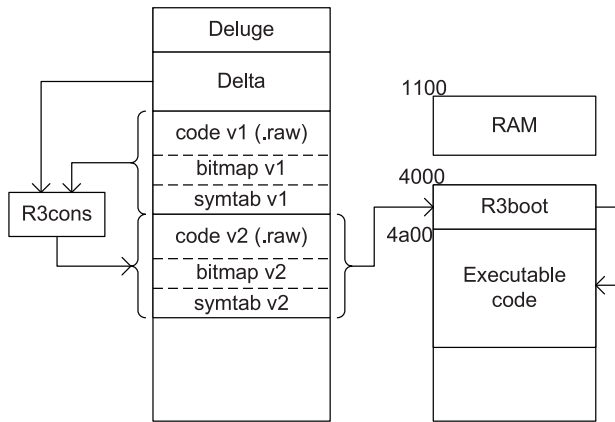 Deluge
Delta
code v1 (.raw)
bitmap v1
symtab v1
code v2 (.raw)
bitmap v2
symtab v2
R3cons
1100
RAM
4000
R3boot
4a00
Executable
code